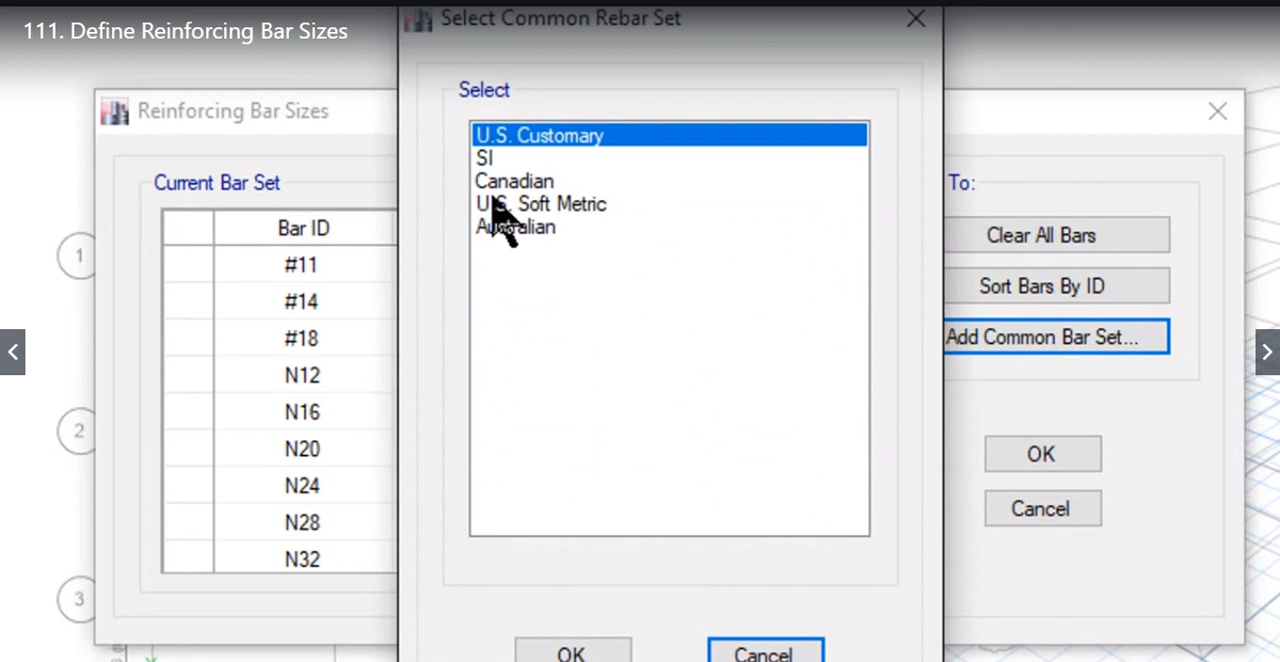 111. Define Reinforcing Bar Sizes
Select Common Rebar Set
Select
U.S. Customary
SI
Canadian
U.S. Soft Metric
Australian
OK
Cancel
Reinforcing Bar Sizes
Current Bar Set
Bar ID
#11
#14
#18
N12
N16
N20
N24
N28
N32
To:
Clear All Bars
Sort Bars By ID
Add Common Bar Set...
OK
Cancel
1
2
3